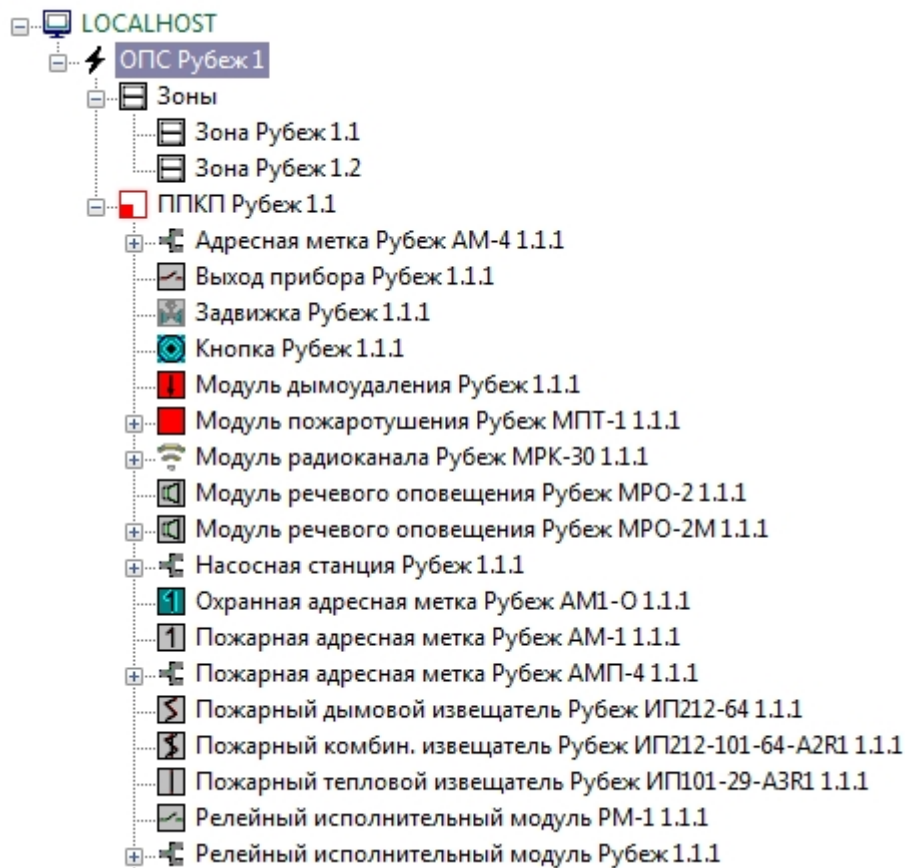 LOCALHOST
ОПС Рубеж 1
Зоны
Зона Рубеж 1.1
Зона Рубеж 1.2
ППКП Рубеж 1.1
Адресная метка Рубеж АМ-4 1.1.1
Выход прибора Рубеж 1.1.1
Задвижка Рубеж 1.1.1
Кнопка Рубеж 1.1.1
Модуль дымоудаления Рубеж 1.1.1
Модуль пожаротушения Рубеж МПТ-1 1.1.1
Модуль радиоканала Рубеж МРК-30 1.1.1
Модуль речевого оповещения Рубеж МРО-2 1.1.1
Модуль речевого оповещения Рубеж МРО-2М 1.1.1
Насосная станция Рубеж 1.1.1
Охранная адресная метка Рубеж АМ1-О 1.1.1
Пожарная адресная метка Рубеж АМ-1 1.1.1
Пожарная адресная метка Рубеж АМП-4 1.1.1
Пожарный дымовой извещатель Рубеж ИП212-64 1.1.1
Пожарный комбин. извещатель Рубеж ИП212-101-64-A2R1 1.1.1
Пожарный тепловой извещатель Рубеж ИП101-29-A3R1 1.1.1
Релейный исполнительный модуль РМ-1 1.1.1
Релейный исполнительный модуль Рубеж 1.1.1